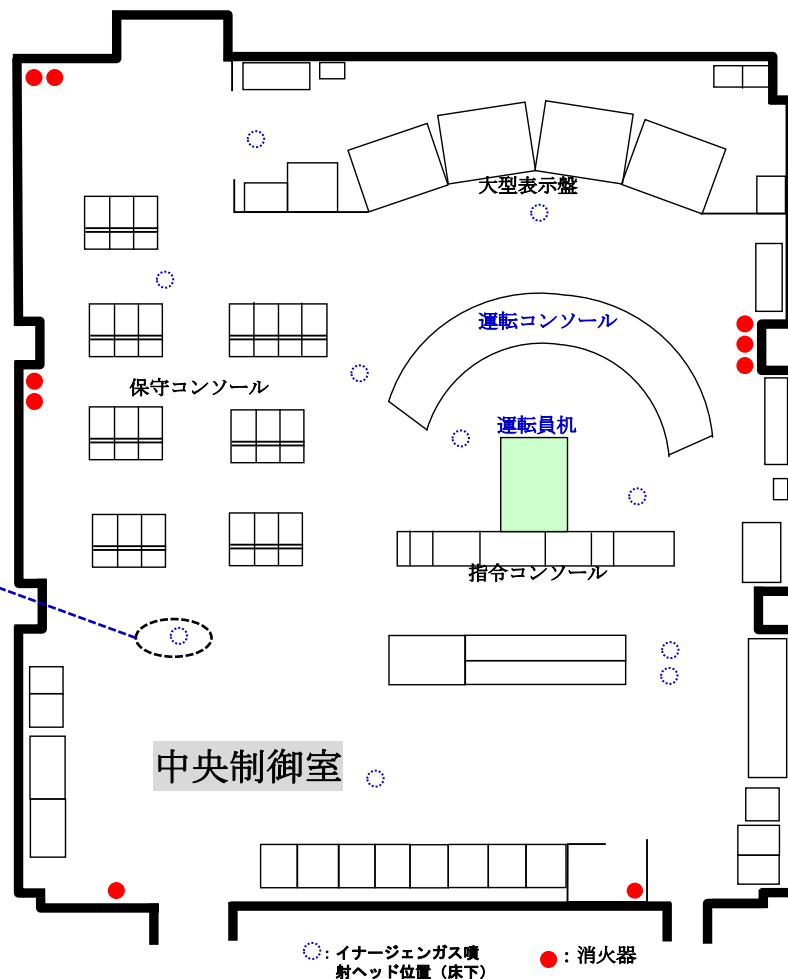 大型表示盤
運転コンソール
保守コンソール
運転員机
指令コンソール
中央制御室
：イナージェンガス噴
射ヘッド位置（床下）
：消火器